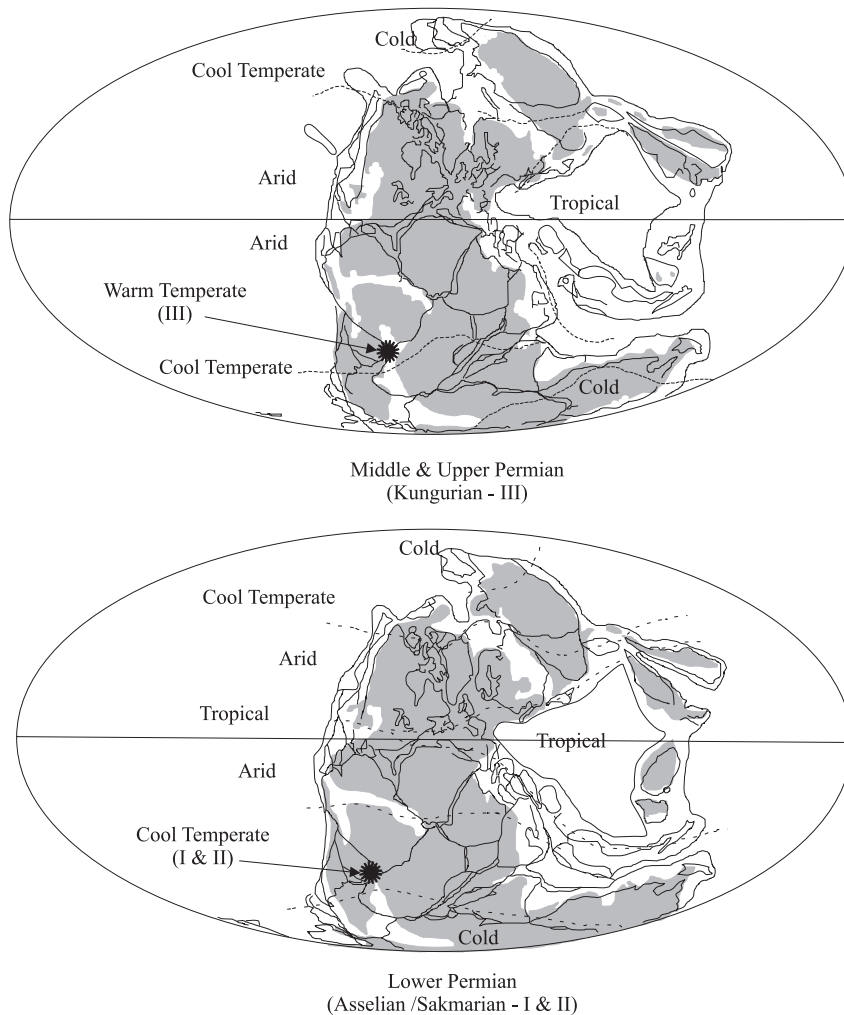 Cold
Cool Temperate
Arid
Tropical
Arid
Warm Temperate
(III)
Cool Temperate
Cold
Middle & Upper Permian
(Kungurian - III)
Cold
Cool Temperate
Arid
Tropical
Tropical
Arid
Cool Temperate
(I & II)
Cold
Lower Permian
(Asselian /Sakmarian - I & II)